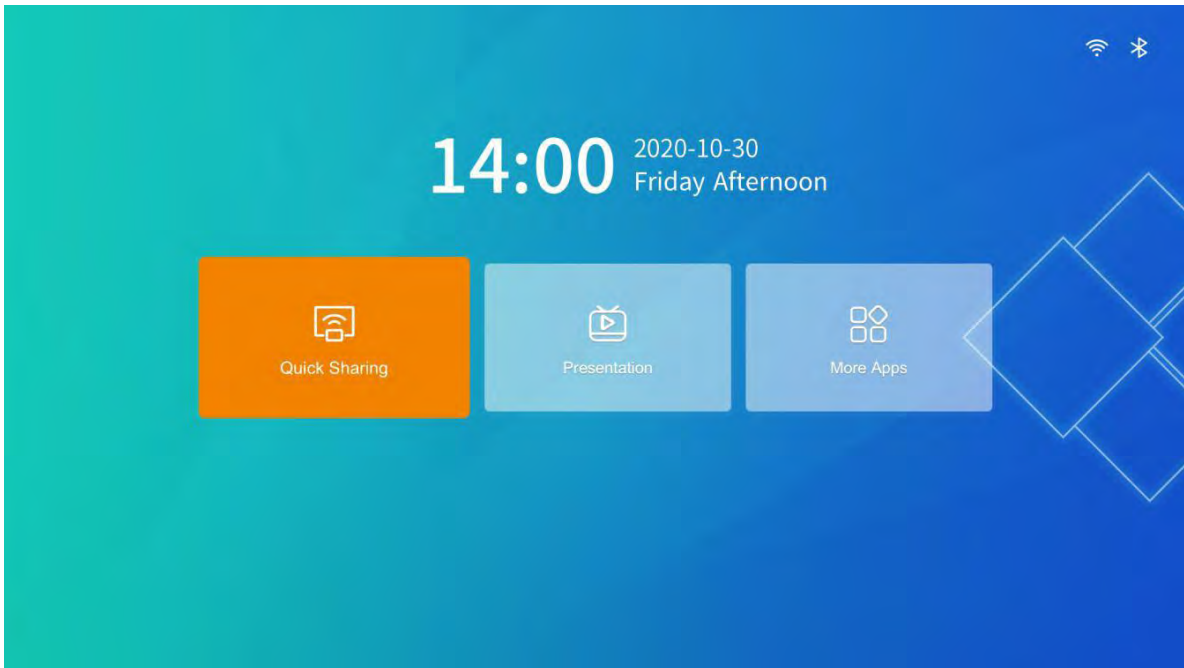 14:00
2020-10-30
Friday Afternoon
Quick Sharing
Presentation
More Apps